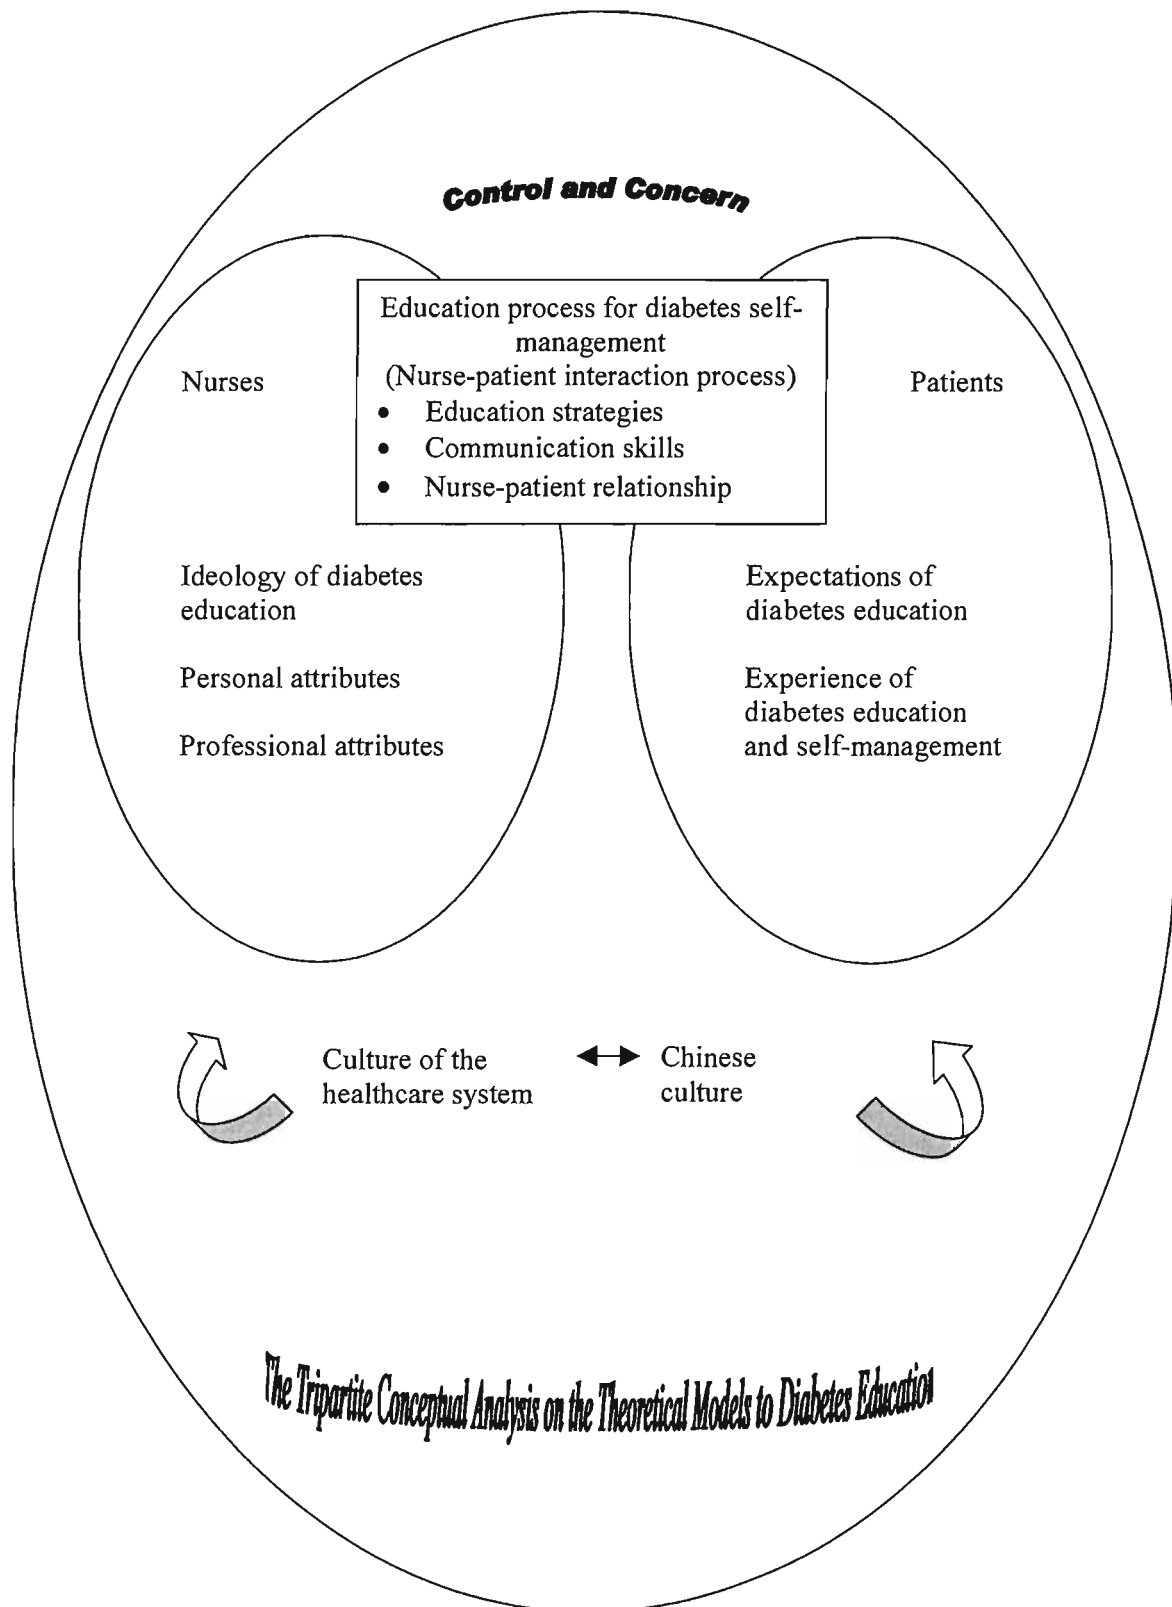 Control and Concern
Education process for diabetes self-
management
(Nurse-patient interaction process)
• Education strategies
• Communication skills
• Nurse-patient relationship
Nurses
Patients
Ideology of diabetes
education
Personal attributes
Professional attributes
Expectations of
diabetes education
Experience of
diabetes education
and self-management
Culture of the
healthcare system
Chinese
culture
The Tripartite Conceptual Analysis on the Theoretical Models to Diabetes Education